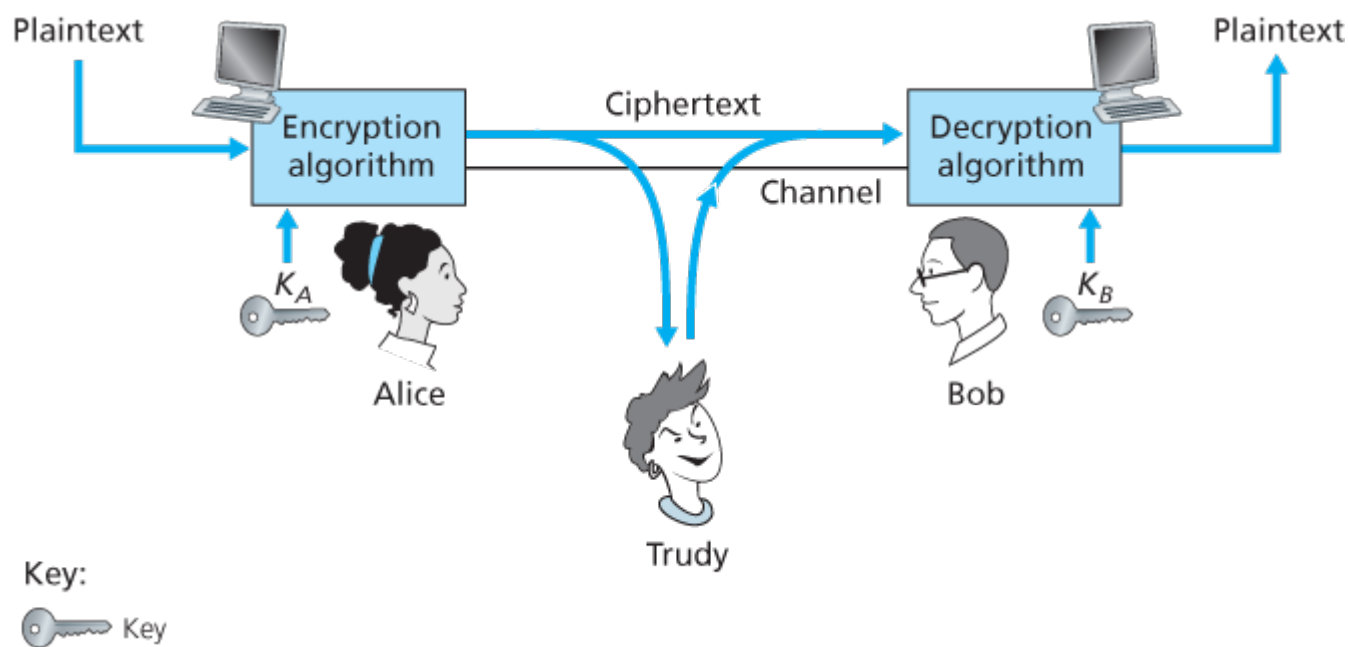 Plaintext
Plaintext
Ciphertext
Encryption
algorithm
Decryption
algorithm
Channel
K_A
K_B
Alice
Bob
Trudy
Key:
Key